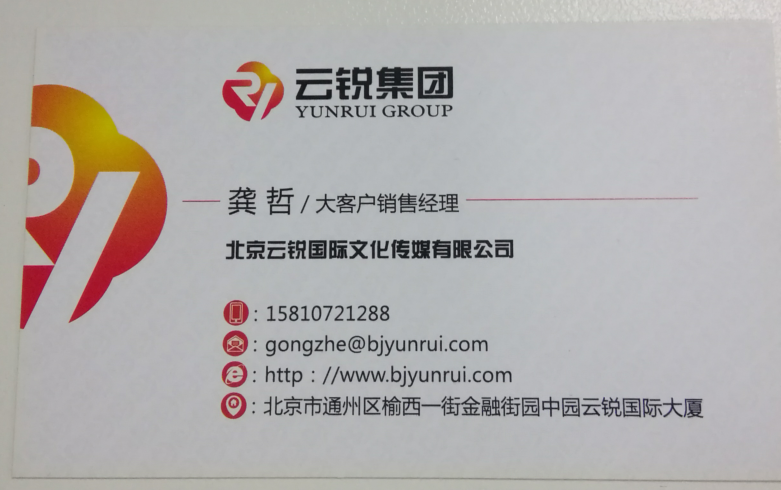 云锐集团
YUNRUI GROUP
龚 哲 / 大客户销售经理
北京云锐国际文化传媒有限公司
: 15810721288
: gongzhe@bjyunrui.com
: http : //www.bjyunrui.com
: 北京市通州区榆西一街金融街园中园云锐国际大厦